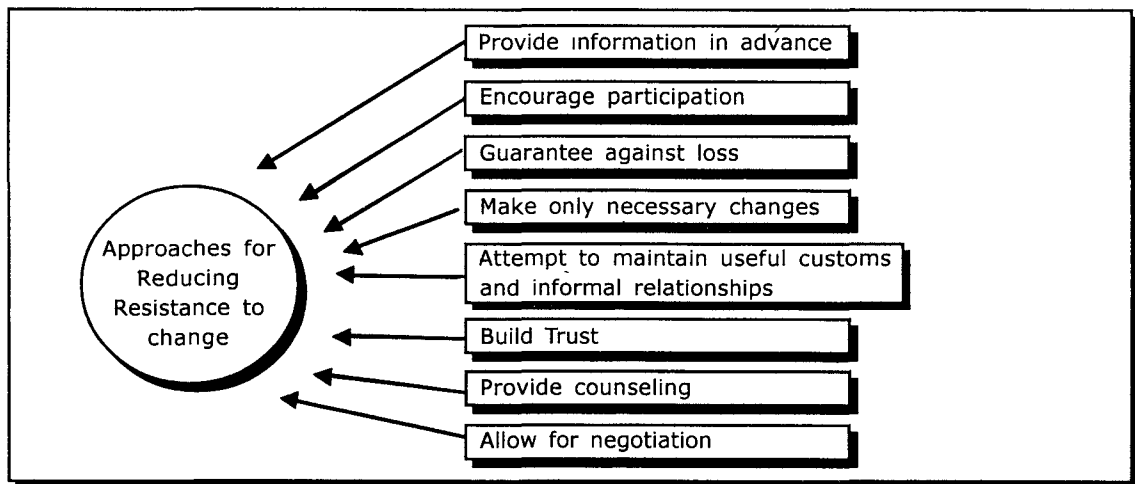 Provide information in advance
Encourage participation
Guarantee against loss
Make only necessary changes
Attempt to maintain useful customs
and informal relationships
Build Trust
Provide counseling
Allow for negotiation
Approaches for
Reducing
Resistance to
change